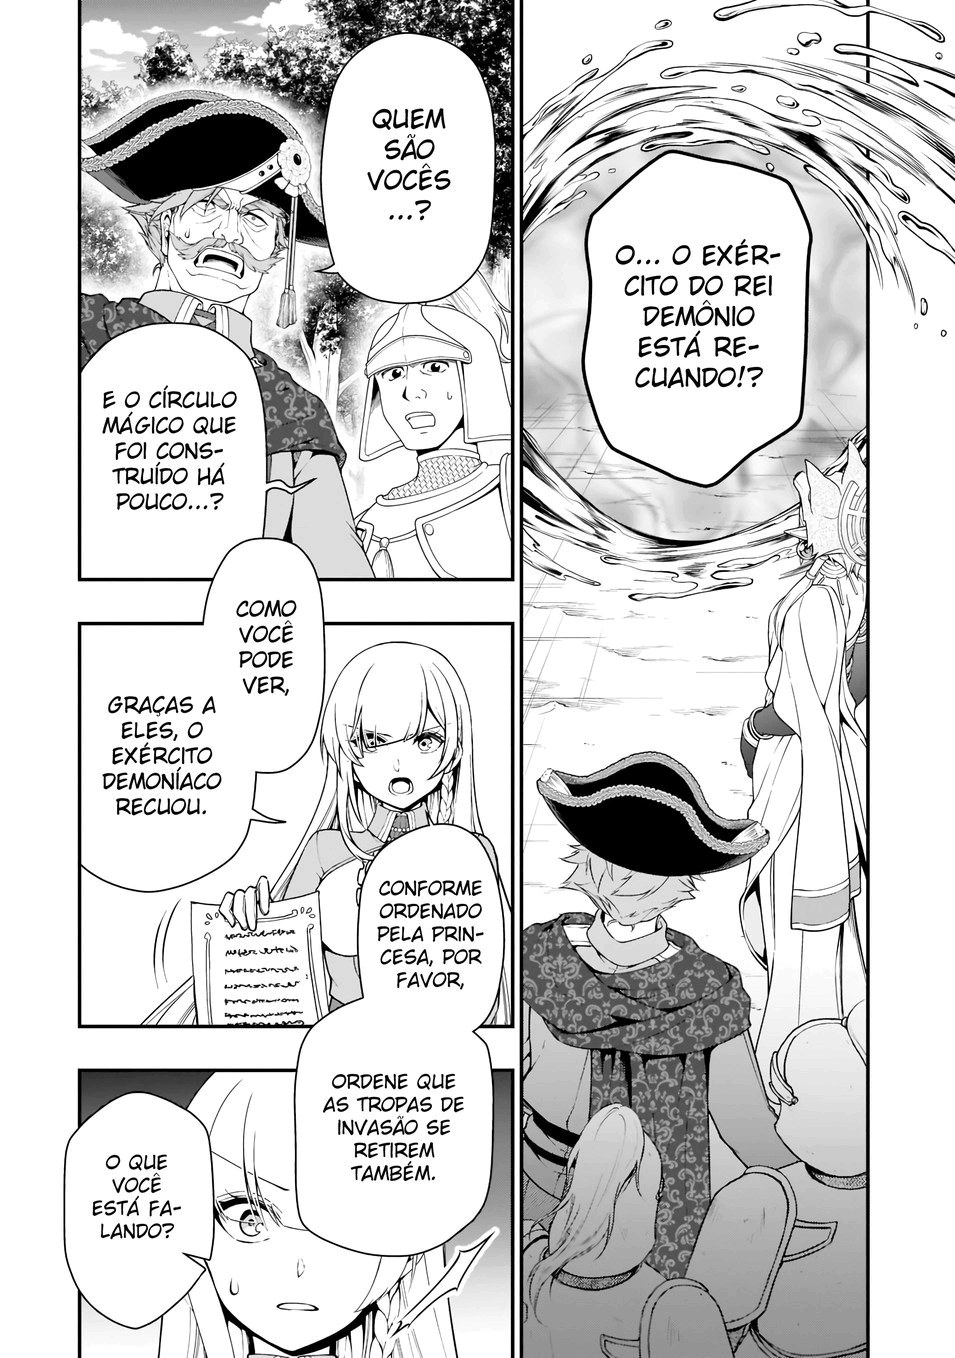 O... O EXÉR-
CITO DO REI
DEMÔNIO
ESTÁ RE-
CUANDO!?
QUEM
SÃO
VOCÊS
...?
E O CÍRCULO
MÁGICO QUE
FOI CONS-
TRUÍDO HÁ
POUCO...?
COMO
VOCÊ
PODE
VER,
GRAÇAS A
ELES, O
EXÉRCITO
DEMONÍACO
RECUOU.
CONFORME
ORDENADO
PELA PRIN-
CESA, POR
FAVOR,
ORDENE QUE
AS TROPAS DE
INVASÃO SE
RETIREM
TAMBÉM.
O QUE
VOCÊ
ESTÁ FA-
LANDO?